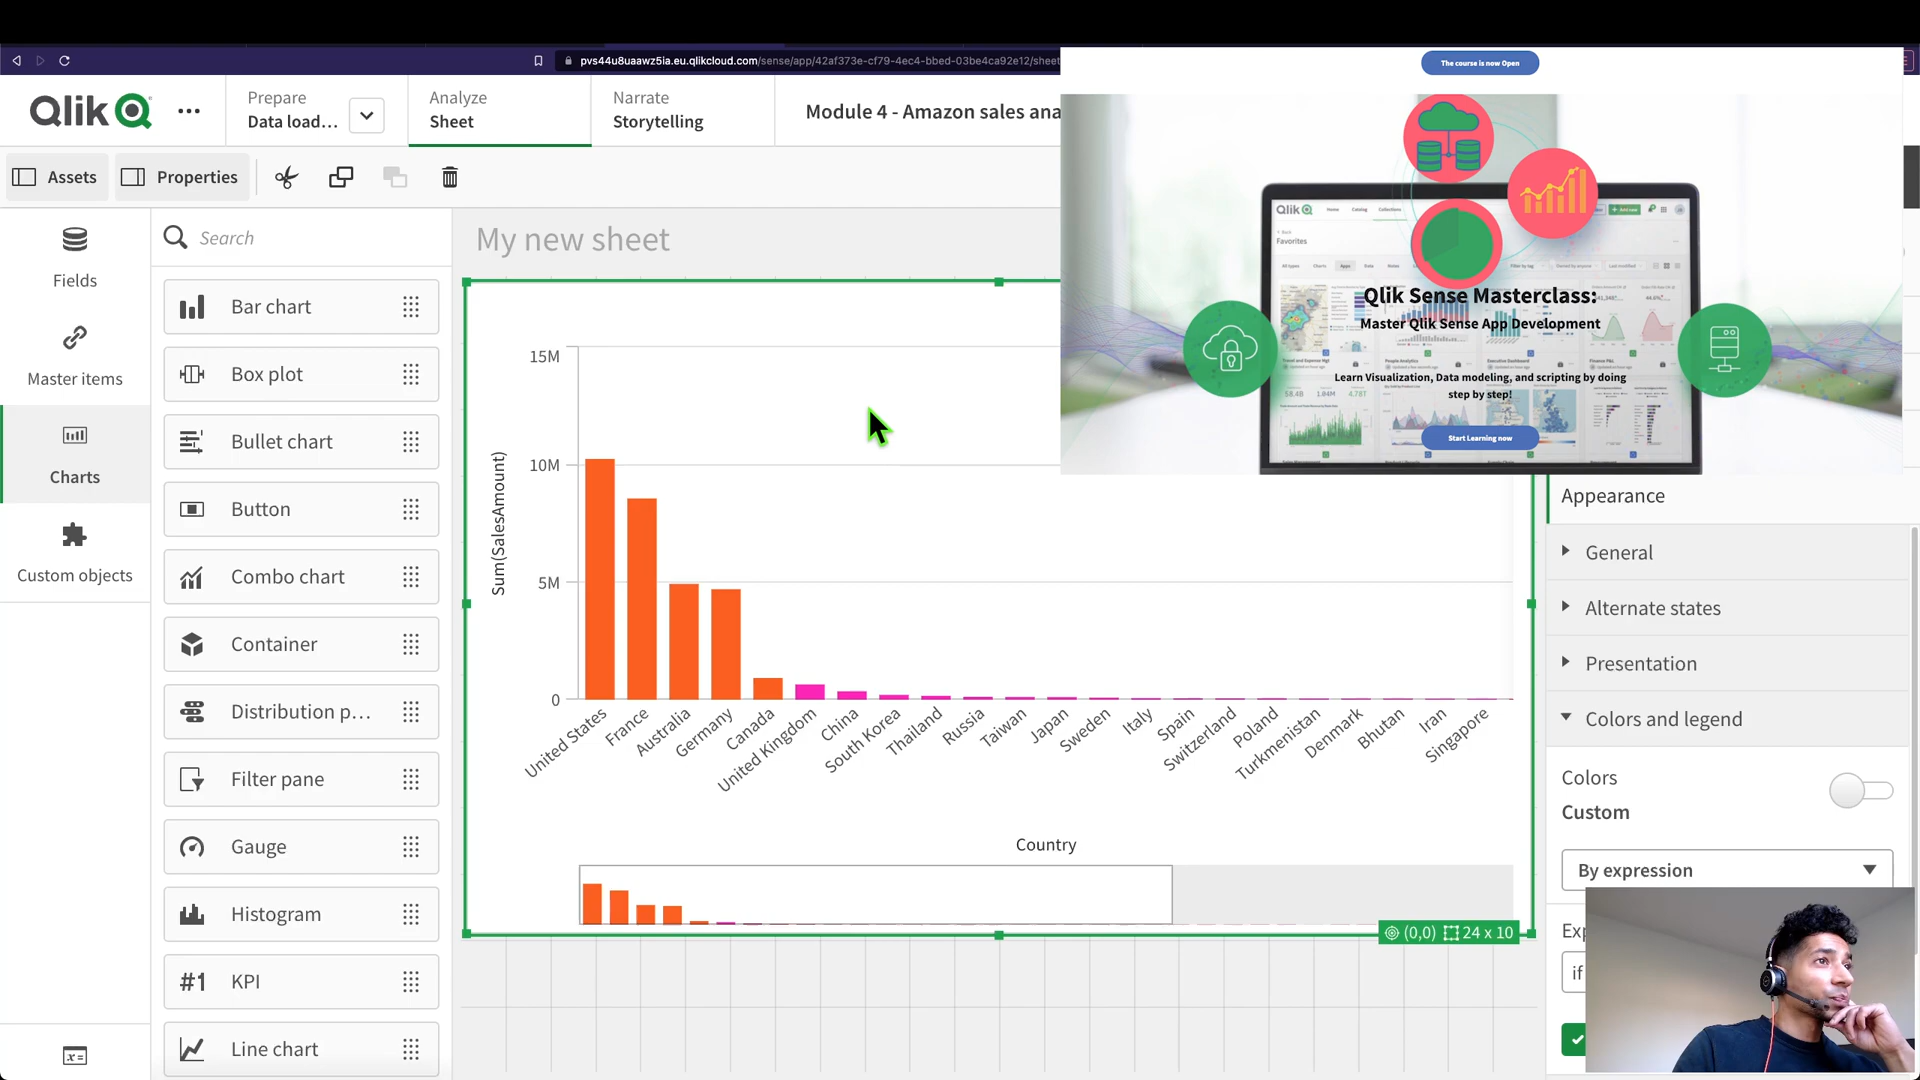 The course is now Open
pvs44u8uaawz5ia.eu.qlikcloud.com/sense/app/42af373e-cf79-4ec4-bbed-03be4ca92e12/sheet
Qlik
Prepare
Data load...
Analyze
Sheet
Narrate
Storytelling
Module 4 - Amazon sales ana
Assets
Properties
Fields
Master items
Charts
Custom objects
Search
Bar chart
Box plot
Bullet chart
Button
Combo chart
Container
Distribution p...
Filter pane
Gauge
Histogram
#1 KPI
Line chart
My new sheet
Sum(SalesAmount)
15M
10M
5M
0
United States
France
Australia
Germany
Canada
United Kingdom
China
South Korea
Thailand
Russia
Taiwan
Japan
Sweden
Italy
Spain
Switzerland
Poland
Turkmenistan
Denmark
Bhutan
Iran
Singapore
Country
(0,0) 24 x 10
Qlik
Home
Catalog
Collections
Favorites
Qlik Sense Masterclass:
Master Qlik Sense App Development
Learn Visualization, Data modeling, and scripting by doing
step by step!
Start Learning now
Appearance
General
Alternate states
Presentation
Colors and legend
Colors
Custom
By expression
Exp
if